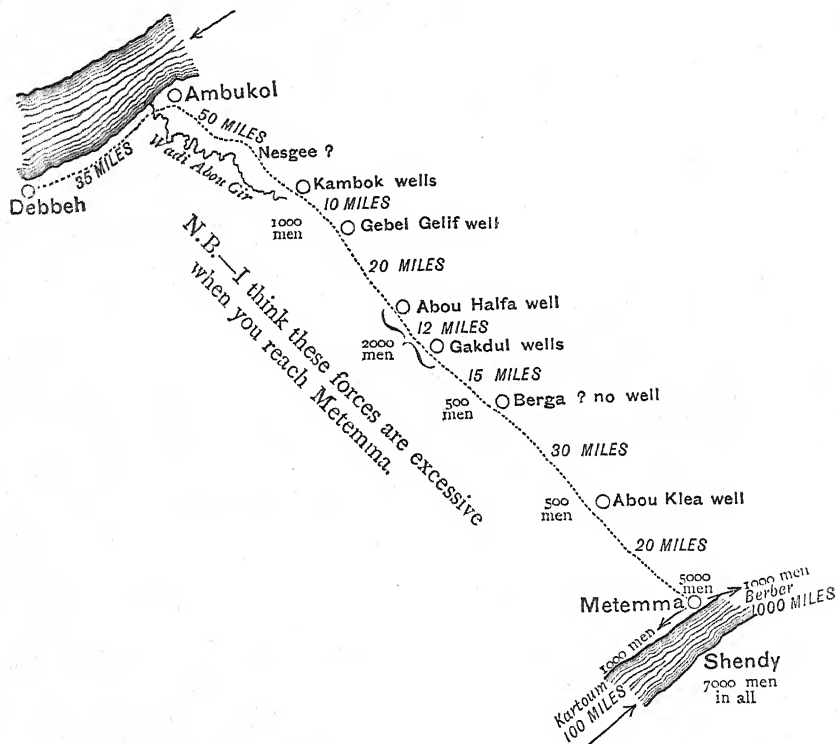 Ambukol
50 MILES
35 MILES
Wadi Abou Gir
Nesgee ?
Debbeh
Kambok wells
10 MILES
1000
men
Gebel Gelif well
N.B.—I think these forces are excessive
when you reach Metemma.
20 MILES
Abou Halfa well
12 MILES
2000
men
Gakdul wells
15 MILES
500
men
Berga ? no well
30 MILES
500
men
Abou Klea well
20 MILES
5000
men
Metemma
1000 men
Berber
1000 MILES
1000 men
Shendy
7000 men
in all
Kartoum
100 MILES